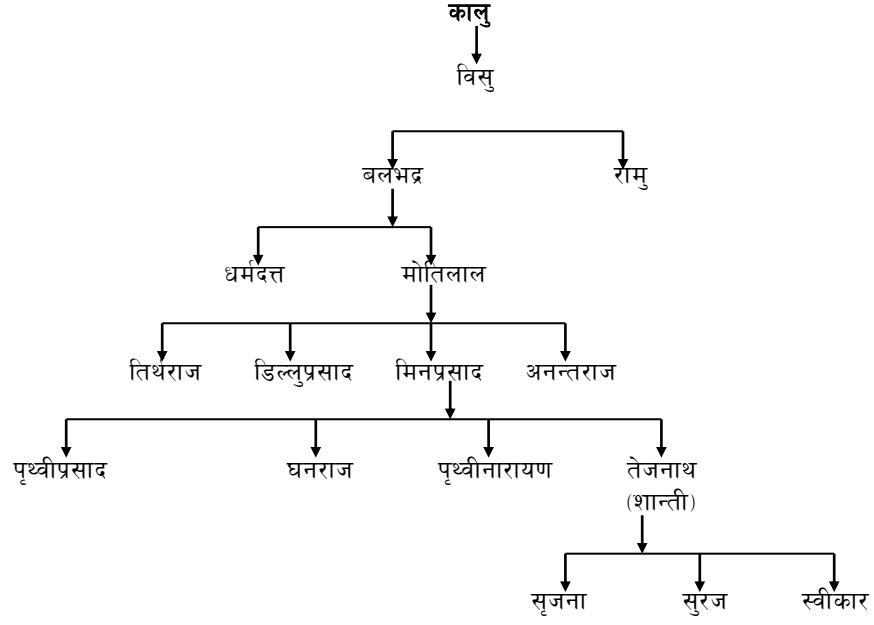 कालु
विसु
बलभद्र रामु
धर्मदत्त मोतिलाल
तिर्थराज डिल्लुप्रसाद मिनप्रसाद अनन्तराज
पृथ्वीप्रसाद घनराज पृथ्वीनारायण तेजनाथ
(शान्ती)
सृजना सुरज स्वीकार